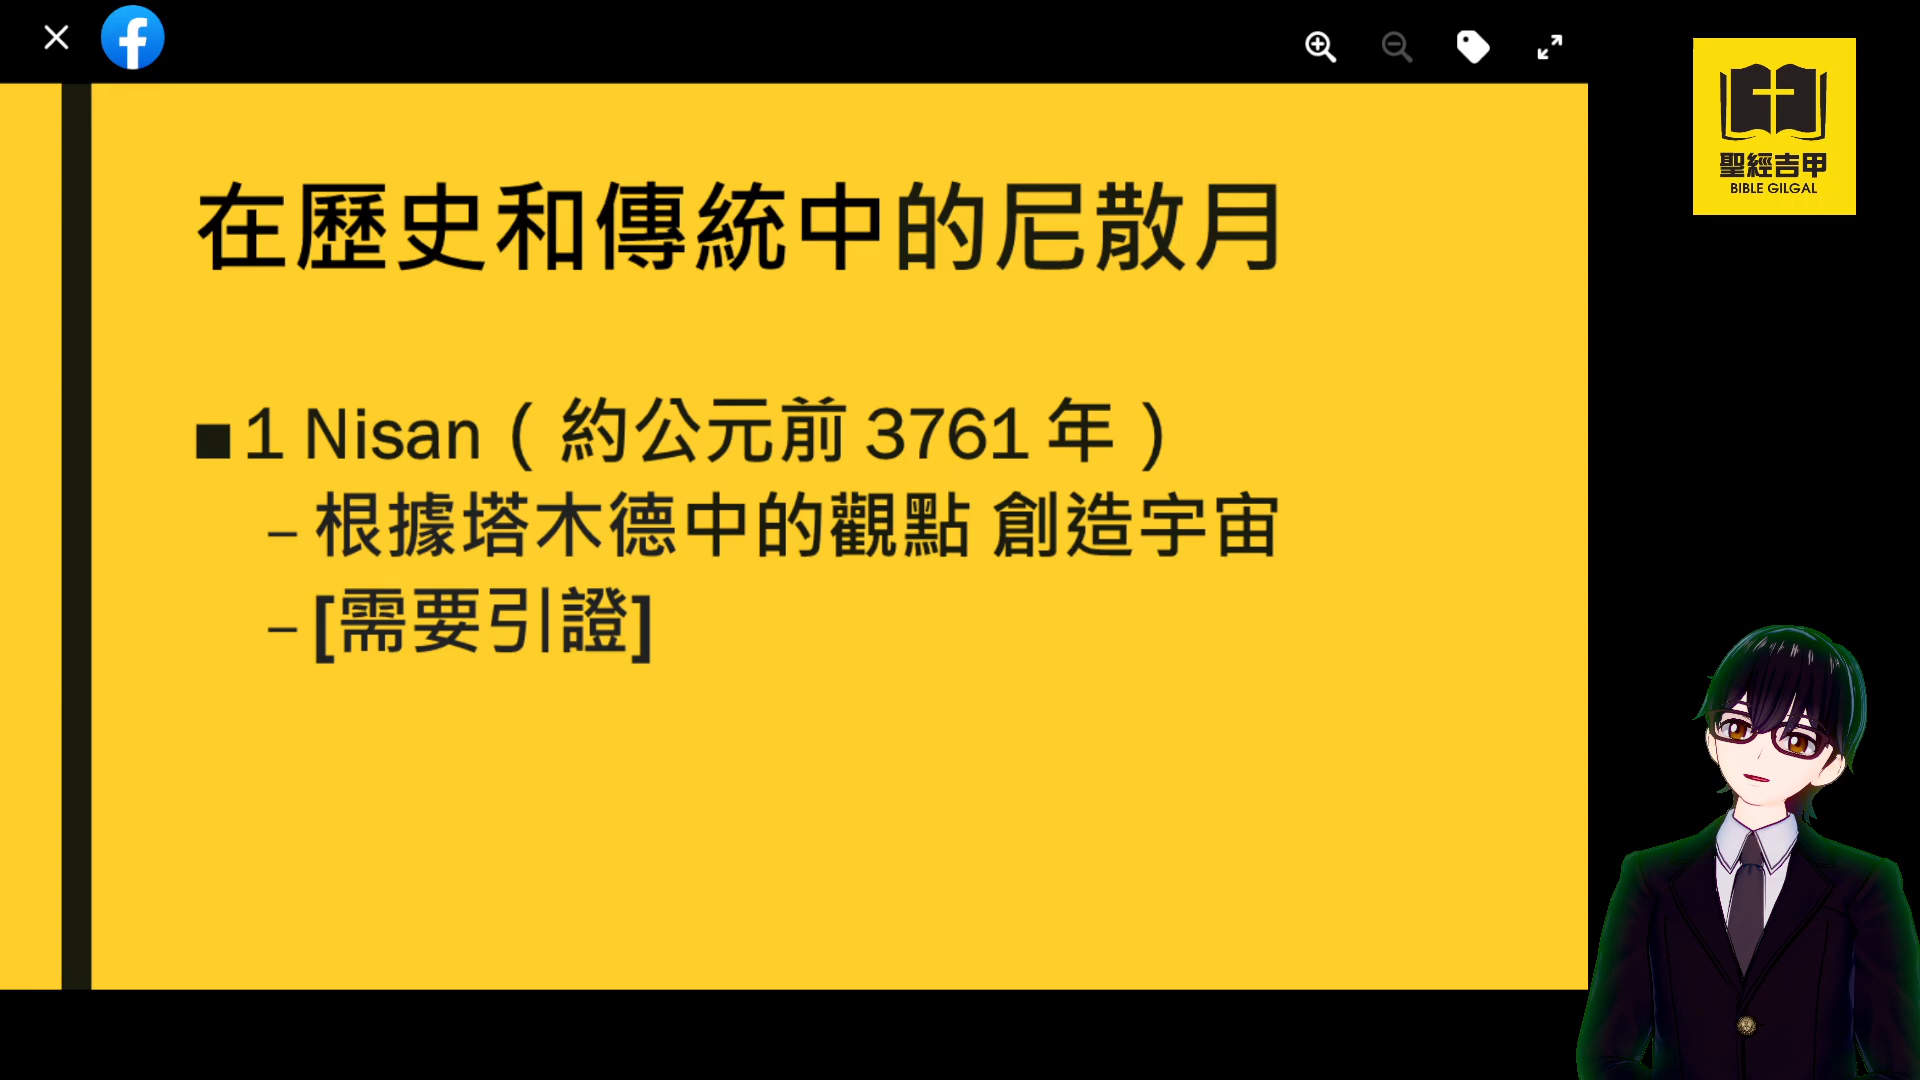 在歷史和傳統中的尼散月
■1 Nisan（約公元前 3761 年）
–根據塔木德中的觀點 創造宇宙
–[需要引證]
聖經吉甲
BIBLE GILGAL